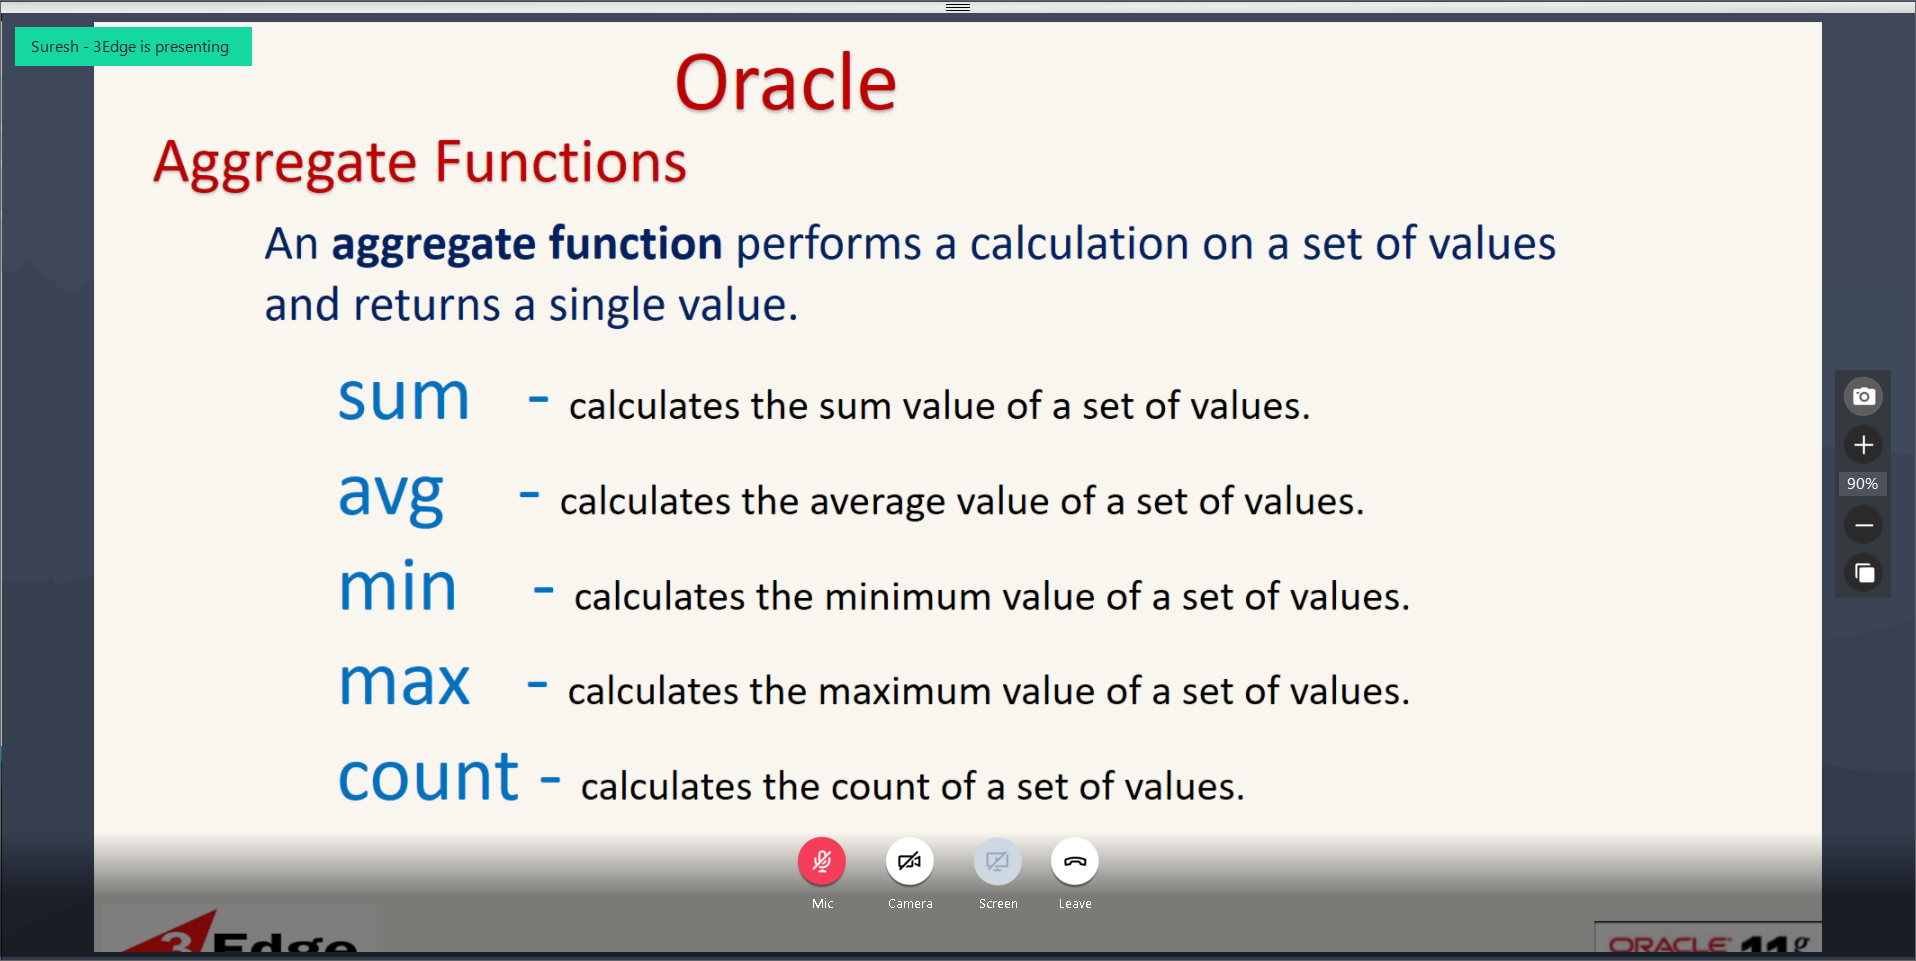 Suresh - 3Edge is presenting
Oracle
Aggregate Functions
An aggregate function performs a calculation on a set of values
and returns a single value.
sum - calculates the sum value of a set of values.
avg - calculates the average value of a set of values.
min - calculates the minimum value of a set of values.
max - calculates the maximum value of a set of values.
count - calculates the count of a set of values.
90%
Mic Camera Screen Leave
3 Edge
ORACLE 11g